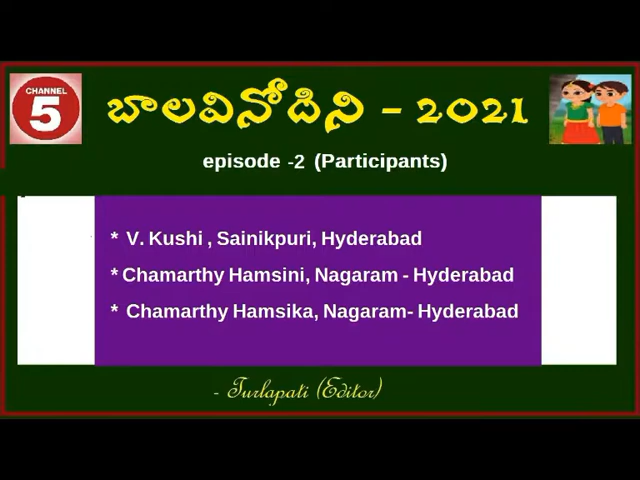 CHANNEL
5
బాలవినోదిని - 2021
episode -2 (Participants)
* V. Kushi , Sainikpuri, Hyderabad
* Chamarthy Hamsini, Nagaram - Hyderabad
* Chamarthy Hamsika, Nagaram- Hyderabad
- Turlapati (Editor)